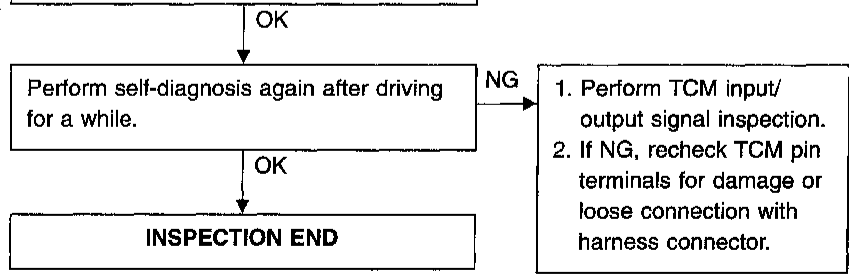 OK
Perform self-diagnosis again after driving
for a while.
NG
1. Perform TCM input/
output signal inspection.
2. If NG, recheck TCM pin
terminals for damage or
loose connection with
harness connector.
OK
INSPECTION END